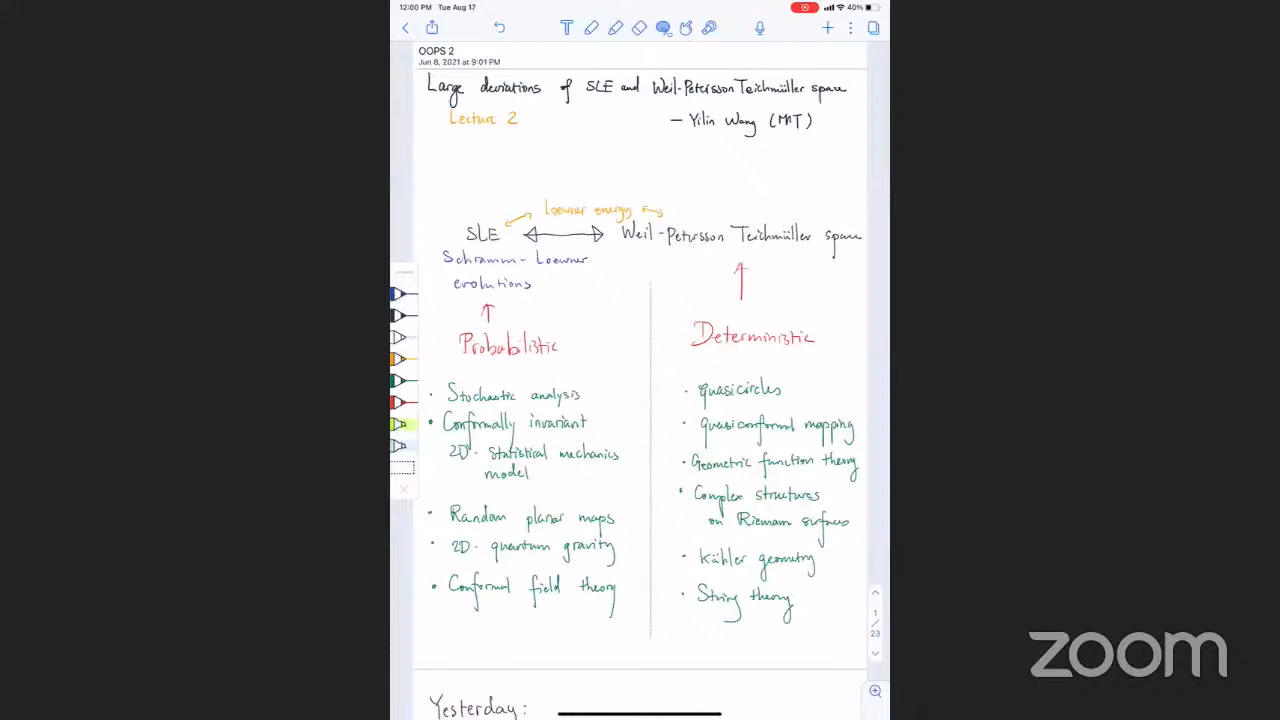 12:00 PM Tue Aug 17
40%
OOPS 2
Jun 8, 2021 at 9:01 PM
Large deviations of SLE and Weil-Petersson Teichmüller space
Lecture 2
— Yilin Wang (MIT)
Loewner energy
SLE
Weil-Petersson Teichmüller space
Schramm-Loewner
evolutions
Probabilistic
Deterministic
· Stochastic analysis
· Conformally invariant
2D. statistical mechanics
model
· Random planar maps
· 2D. quantum gravity
· Conformal field theory
· quasicircles
· quasiconformal mapping
· Geometric function theory
· Complex structures
on Riemann surfaces
· Kähler geometry
· String theory
1
/
23
Yesterday:
zoom